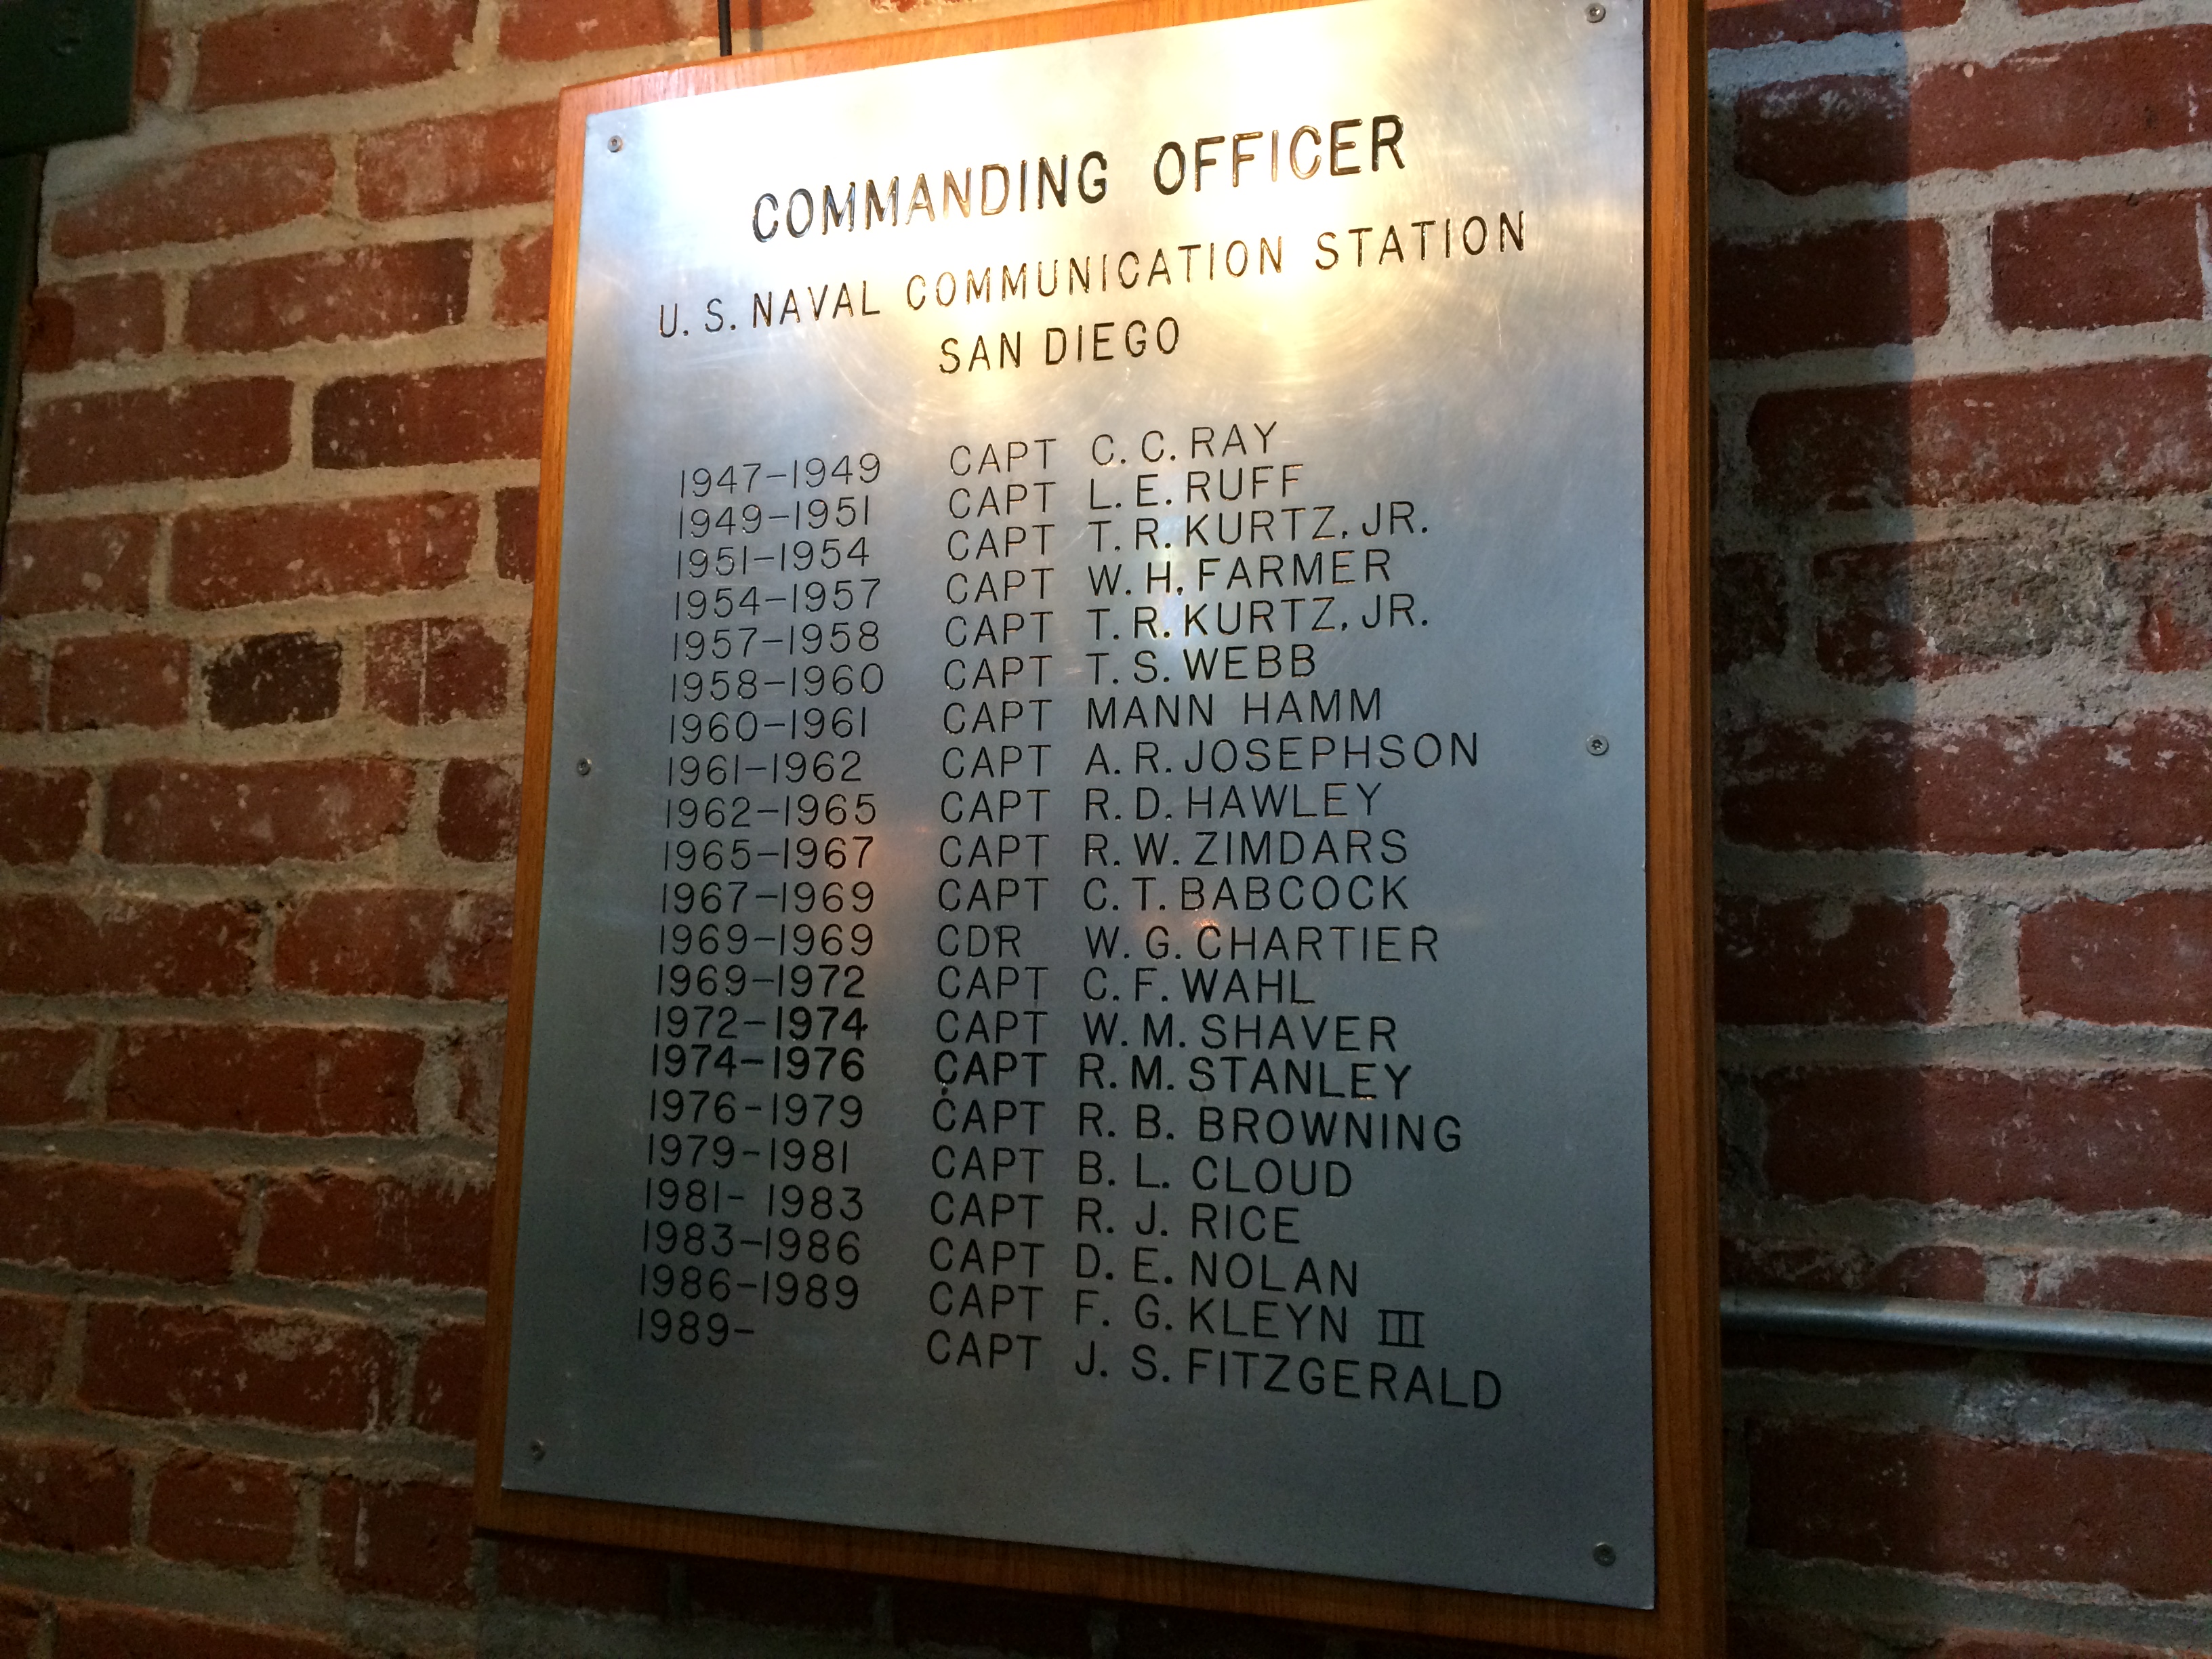 COMMANDING OFFICER
U. S. NAVAL COMMUNICATION STATION
SAN DIEGO
1947-1949 CAPT C. C. RAY
1949-1951 CAPT L. E. RUFF
1951-1954 CAPT T. R. KURTZ, JR.
1954-1957 CAPT W. H. FARMER
1957-1958 CAPT T. R. KURTZ, JR.
1958-1960 CAPT T. S. WEBB
1960-1961 CAPT MANN HAMM
1961-1962 CAPT A. R. JOSEPHSON
1962-1965 CAPT R. D. HAWLEY
1965-1967 CAPT R. W. ZIMDARS
1967-1969 CAPT C. T. BABCOCK
1969-1969 CDR W. G. CHARTIER
1969-1972 CAPT C. F. WAHL
1972-1974 CAPT W. M. SHAVER
1974-1976 CAPT R. M. STANLEY
1976-1979 CAPT R. B. BROWNING
1979-1981 CAPT B. L. CLOUD
1981- 1983 CAPT R. J. RICE
1983-1986 CAPT D. E. NOLAN
1986-1989 CAPT F. G. KLEYN III
1989- CAPT J. S. FITZGERALD